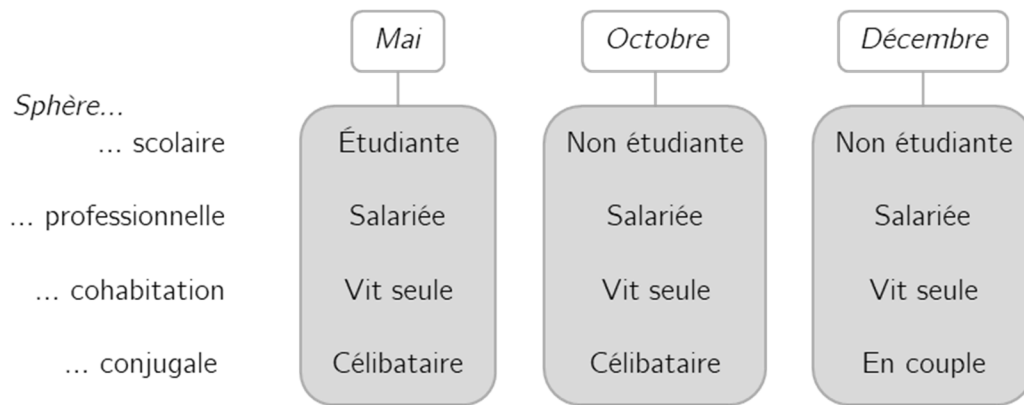 Mai Octobre Décembre
Sphère...
... scolaire Étudiante Non étudiante Non étudiante
... professionnelle Salariée Salariée Salariée
... cohabitation Vit seule Vit seule Vit seule
... conjugale Célibataire Célibataire En couple